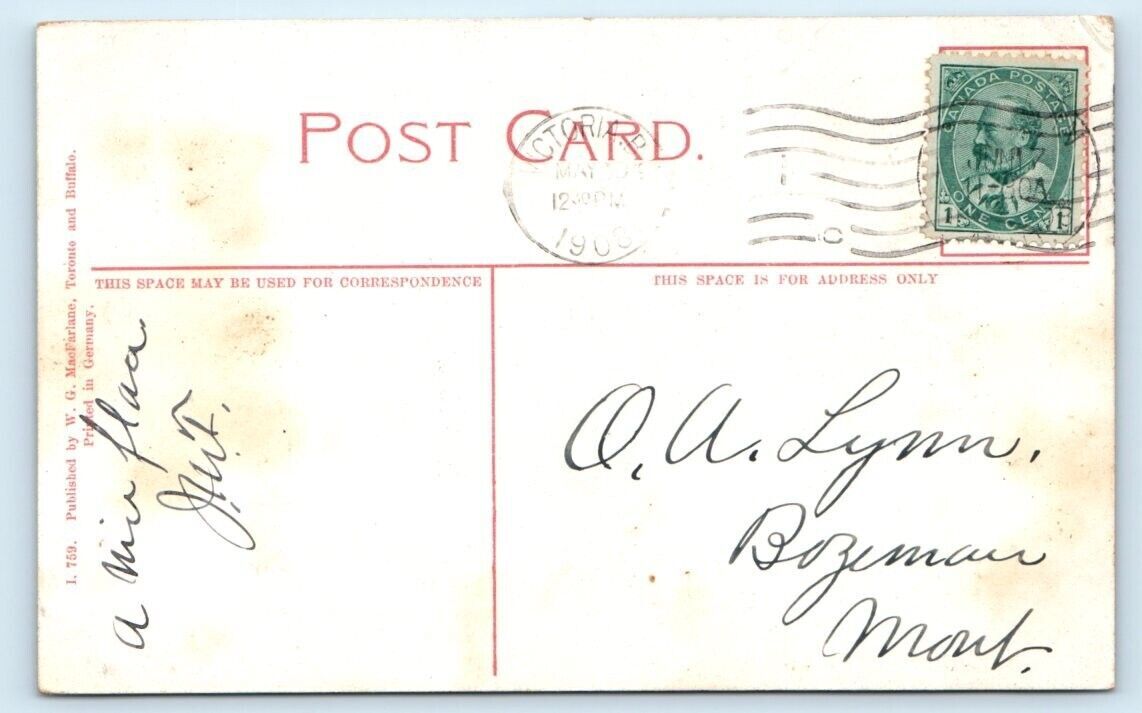 POST CARD.
VICTORIA, B.
MAY
12 30 PM
1908
CANADA POSTAGE
ONE CENT
1 1
THIS SPACE MAY BE USED FOR CORRESPONDENCE
THIS SPACE IS FOR ADDRESS ONLY
I. 759. Published by W. G. MacFarlane, Toronto and Buffalo.
Printed in Germany.
a
J.W.T.
O. A. Lynn.
Bozeman
Mont.